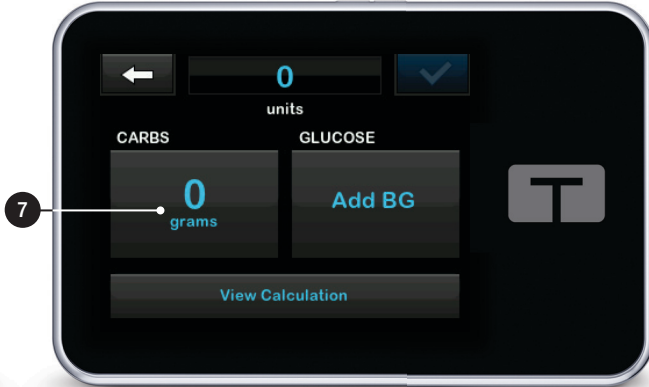 0
units
CARBS
GLUCOSE
0
grams
Add BG
7
View Calculation